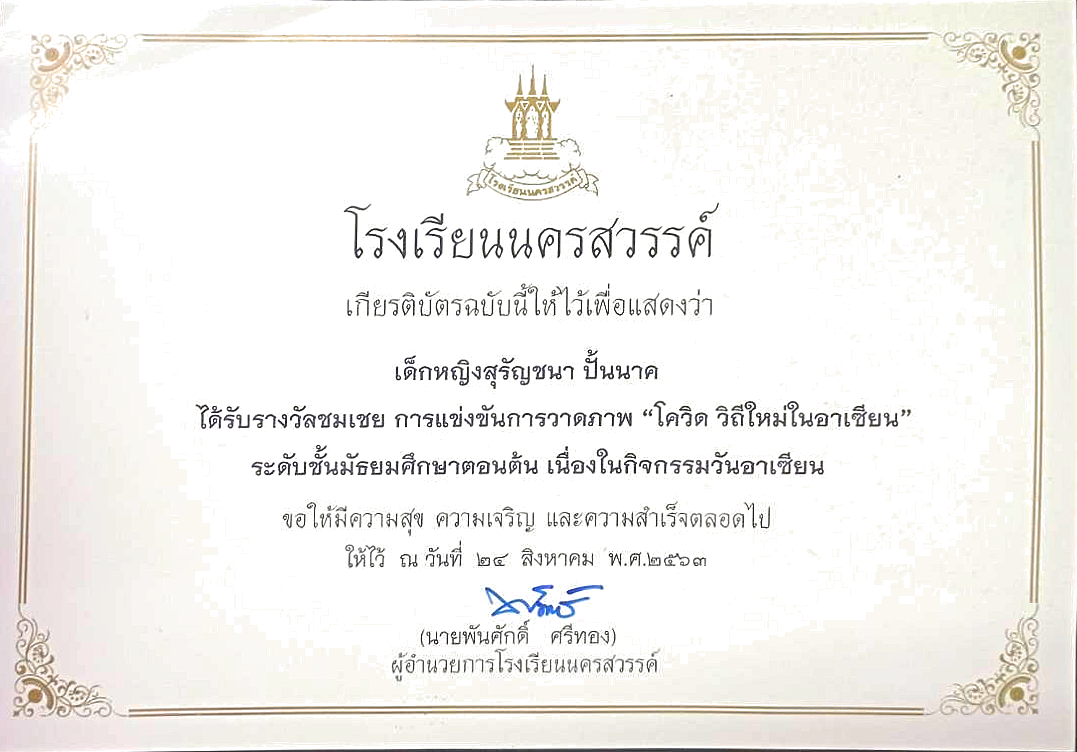 โรงเรียนนครสวรรค์
โรงเรียนนครสวรรค์
เกียรติบัตรฉบับนี้ให้ไว้เพื่อแสดงว่า
เด็กหญิงสุรัญชนา ปั้นนาค
ได้รับรางวัลชมเชย การแข่งขันการวาดภาพ “โควิด วิถีใหม่ในอาเซียน”
ระดับชั้นมัธยมศึกษาตอนต้น เนื่องในกิจกรรมวันอาเซียน
ขอให้มีความสุข ความเจริญ และความสำเร็จตลอดไป
ให้ไว้ ณ วันที่ ๒๔ สิงหาคม พ.ศ.๒๕๖๓
(นายพันศักดิ์ ศรีทอง)
ผู้อำนวยการโรงเรียนนครสวรรค์